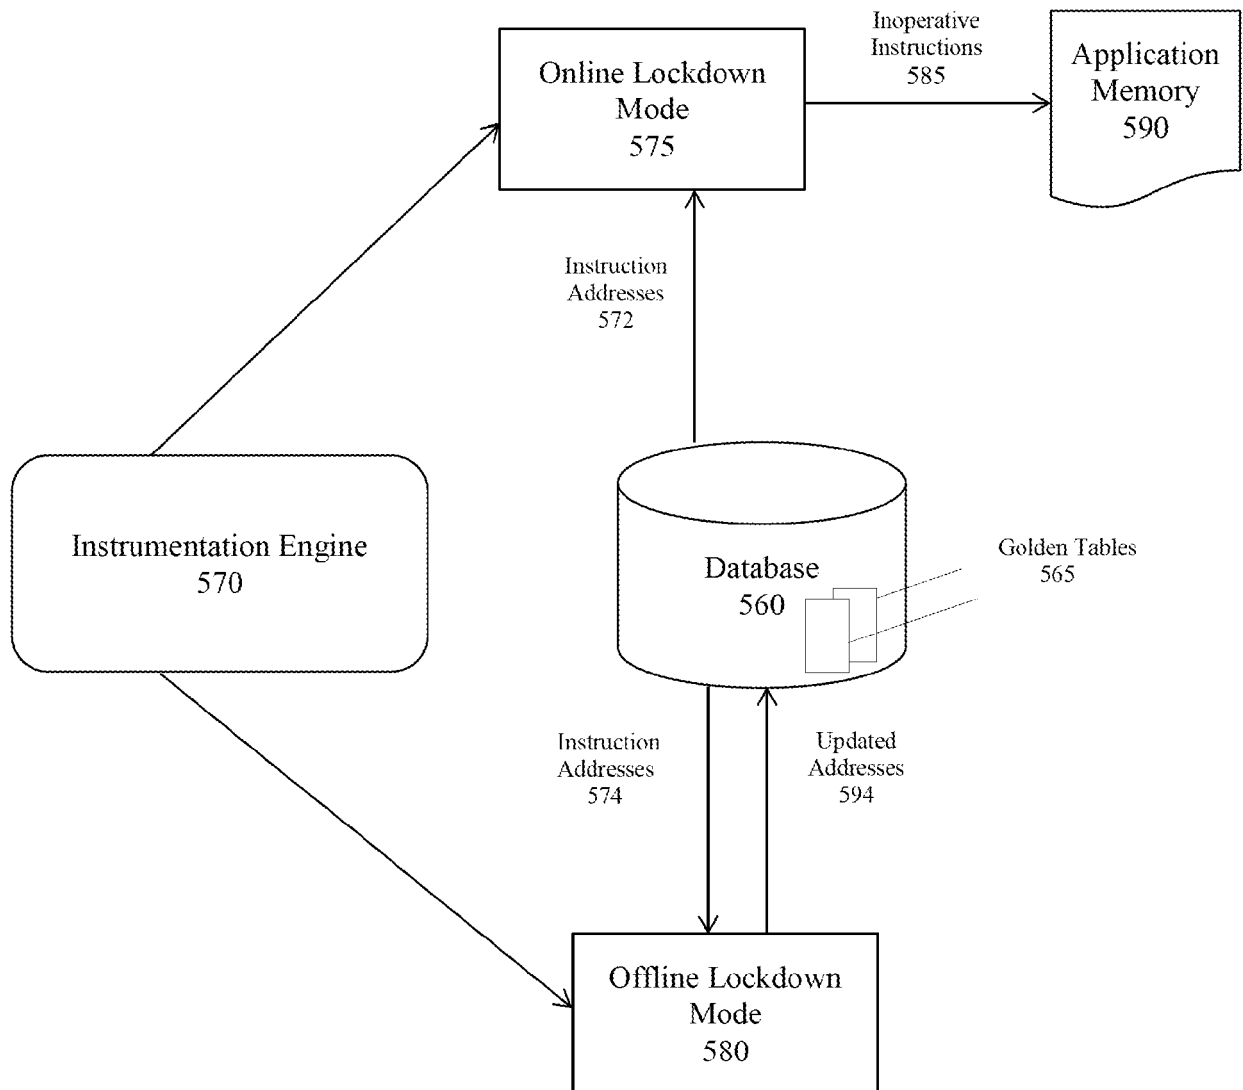 Online Lockdown
Mode
575
Inoperative
Instructions
585
Application
Memory
590
Instruction
Addresses
572
Instrumentation Engine
570
Database
560
Golden Tables
565
Instruction
Addresses
574
Updated
Addresses
594
Offline Lockdown
Mode
580